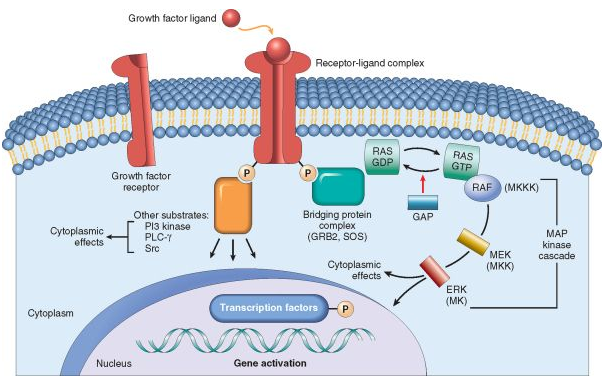 Growth factor ligand
Receptor-ligand complex
Growth factor
receptor
P
P
RAS
GDP
RAS
GTP
RAF
(MKKK)
GAP
Other substrates:
PI3 kinase
PLC-γ
Src
Cytoplasmic
effects
Bridging protein
complex
(GRB2, SOS)
MEK
(MKK)
MAP
kinase
cascade
Cytoplasmic
effects
ERK
(MK)
Cytoplasm
Transcription factors
P
Nucleus
Gene activation